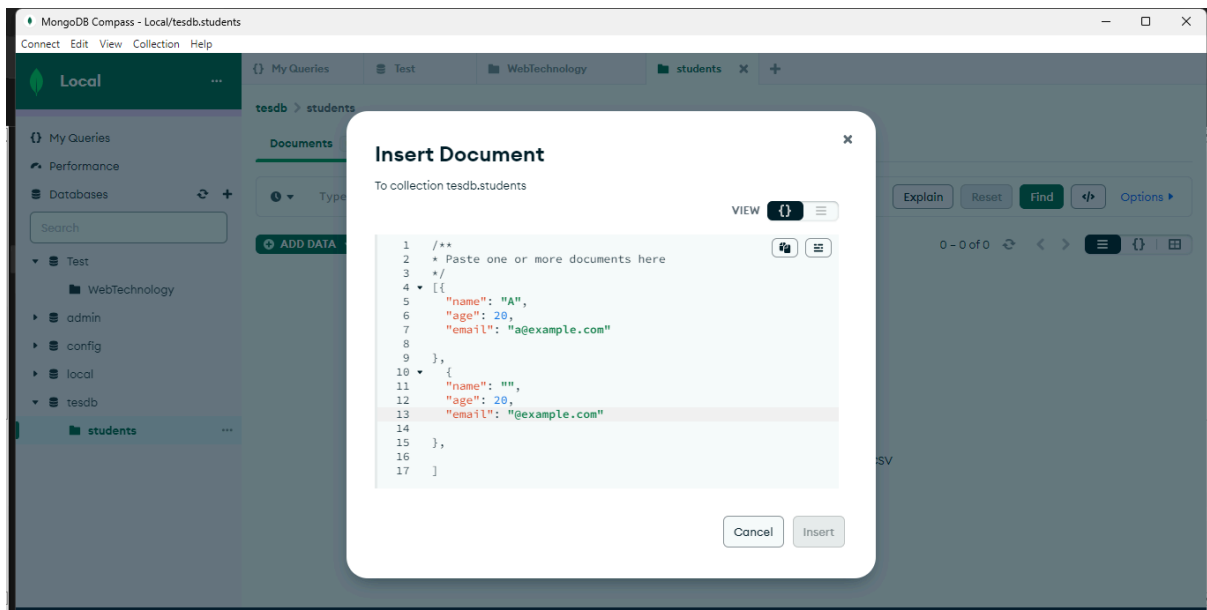 MongoDB Compass - Local/tesdb.students
Connect Edit View Collection Help
Local
{} My Queries
Test
WebTechnology
students
tesdb > students
My Queries
Performance
Databases
Search
Test
WebTechnology
admin
config
local
tesdb
students
Documents
Type
Explain
Reset
Find
Options
ADD DATA
0 – 0 of 0
CSV
Insert Document
To collection tesdb.students
VIEW {}
1 /**
2 * Paste one or more documents here
3 */
4 [{
5 "name": "A",
6 "age": 20,
7 "email": "a@example.com"
8
9 },
10 {
11 "name": "",
12 "age": 20,
13 "email": "@example.com"
14
15 },
16
17 ]
Cancel
Insert